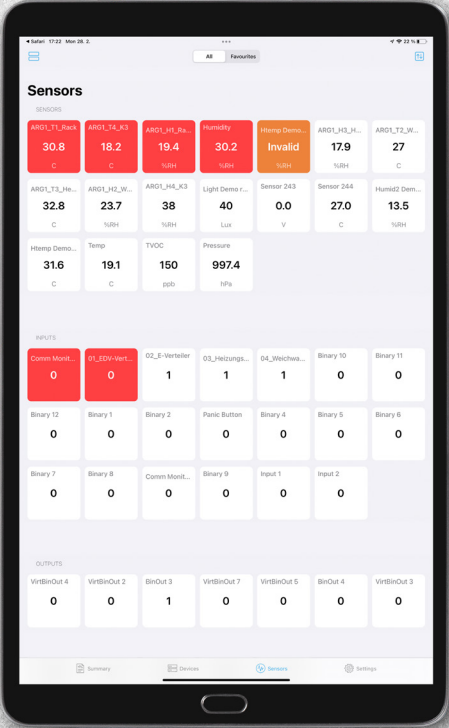 ◀ Safari 17:22 Mon 28. 2. 22 %
All Favourites
Sensors
SENSORS
ARG1_T1_Rack ARG1_T4_K3 ARG1_H1_Ra... Humidity Htemp Demo... ARG1_H3_H... ARG1_T2_W...
30.8 18.2 19.4 30.2 Invalid 17.9 27
C C %RH %RH %RH %RH C
ARG1_T3_He... ARG1_H2_W... ARG1_H4_K3 Light Demo r... Sensor 243 Sensor 244 Humid2 Dem...
32.8 23.7 38 40 0.0 27.0 13.5
C %RH %RH Lux V C %RH
Htemp Demo... Temp TVOC Pressure
31.6 19.1 150 997.4
C C ppb hPa
INPUTS
Comm Monit... 01_EDV-Vert... 02_E-Verteiler 03_Heizungs... 04_Weichwa... Binary 10 Binary 11
0 0 1 1 1 0 0
Binary 12 Binary 1 Binary 2 Panic Button Binary 4 Binary 5 Binary 6
0 0 0 0 0 0 0
Binary 7 Binary 8 Comm Monit... Binary 9 Input 1 Input 2
0 0 0 0 0 0
OUTPUTS
VirtBinOut 4 VirtBinOut 2 BinOut 3 VirtBinOut 7 VirtBinOut 5 BinOut 4 VirtBinOut 3
0 0 1 0 0 0 0
Summary Devices Sensors Settings